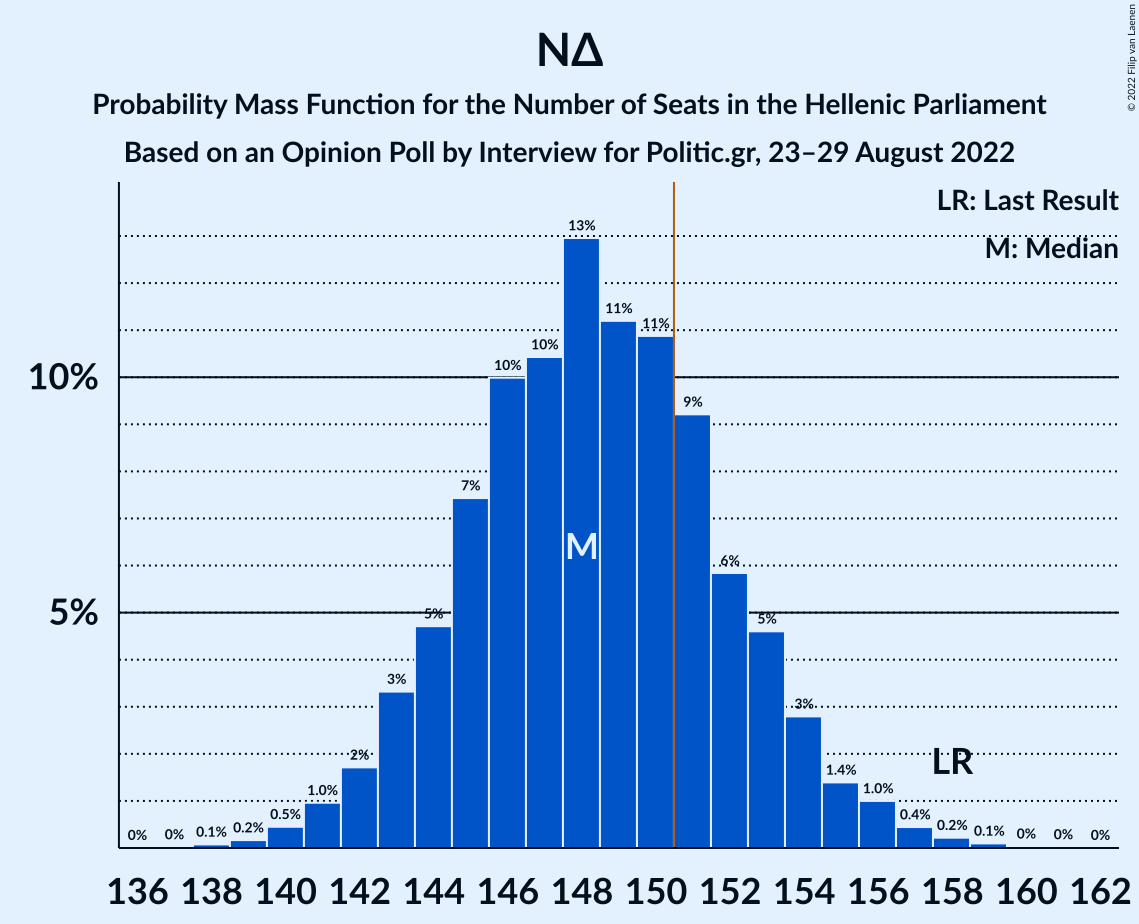 © 2022 Filip van Laenen
ΝΔ
Probability Mass Function for the Number of Seats in the Hellenic Parliament
Based on an Opinion Poll by Interview for Politic.gr, 23–29 August 2022
LR: Last Result
M: Median
13%
11%
11%
10%
10%
10%
9%
7%
M
6%
5%
5%
5%
3%
3%
2%
LR
1.4%
1.0%
1.0%
0.5%
0.4%
0% 0% 0.1% 0.2%
0.2% 0.1% 0% 0% 0%
136 138 140 142 144 146 148 150 152 154 156 158 160 162